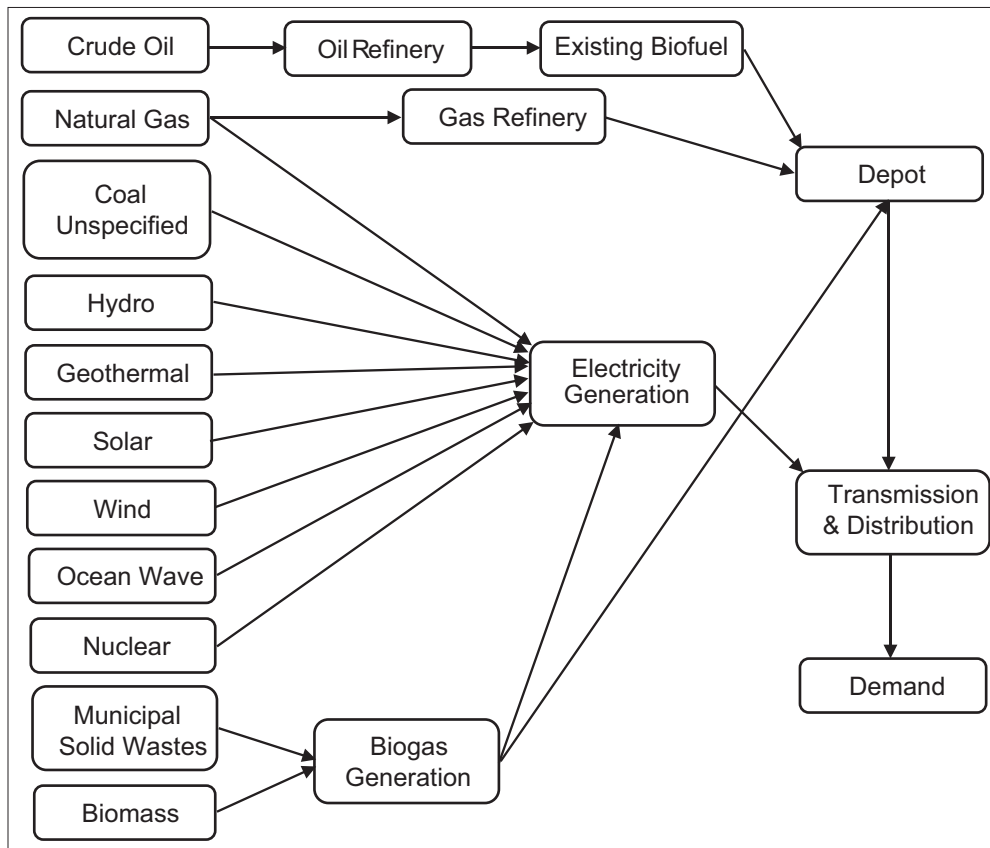 Crude Oil
Oil Refinery
Existing Biofuel
Natural Gas
Gas Refinery
Depot
Coal
Unspecified
Hydro
Geothermal
Electricity
Generation
Solar
Wind
Transmission
& Distribution
Ocean Wave
Nuclear
Demand
Municipal
Solid Wastes
Biogas
Generation
Biomass